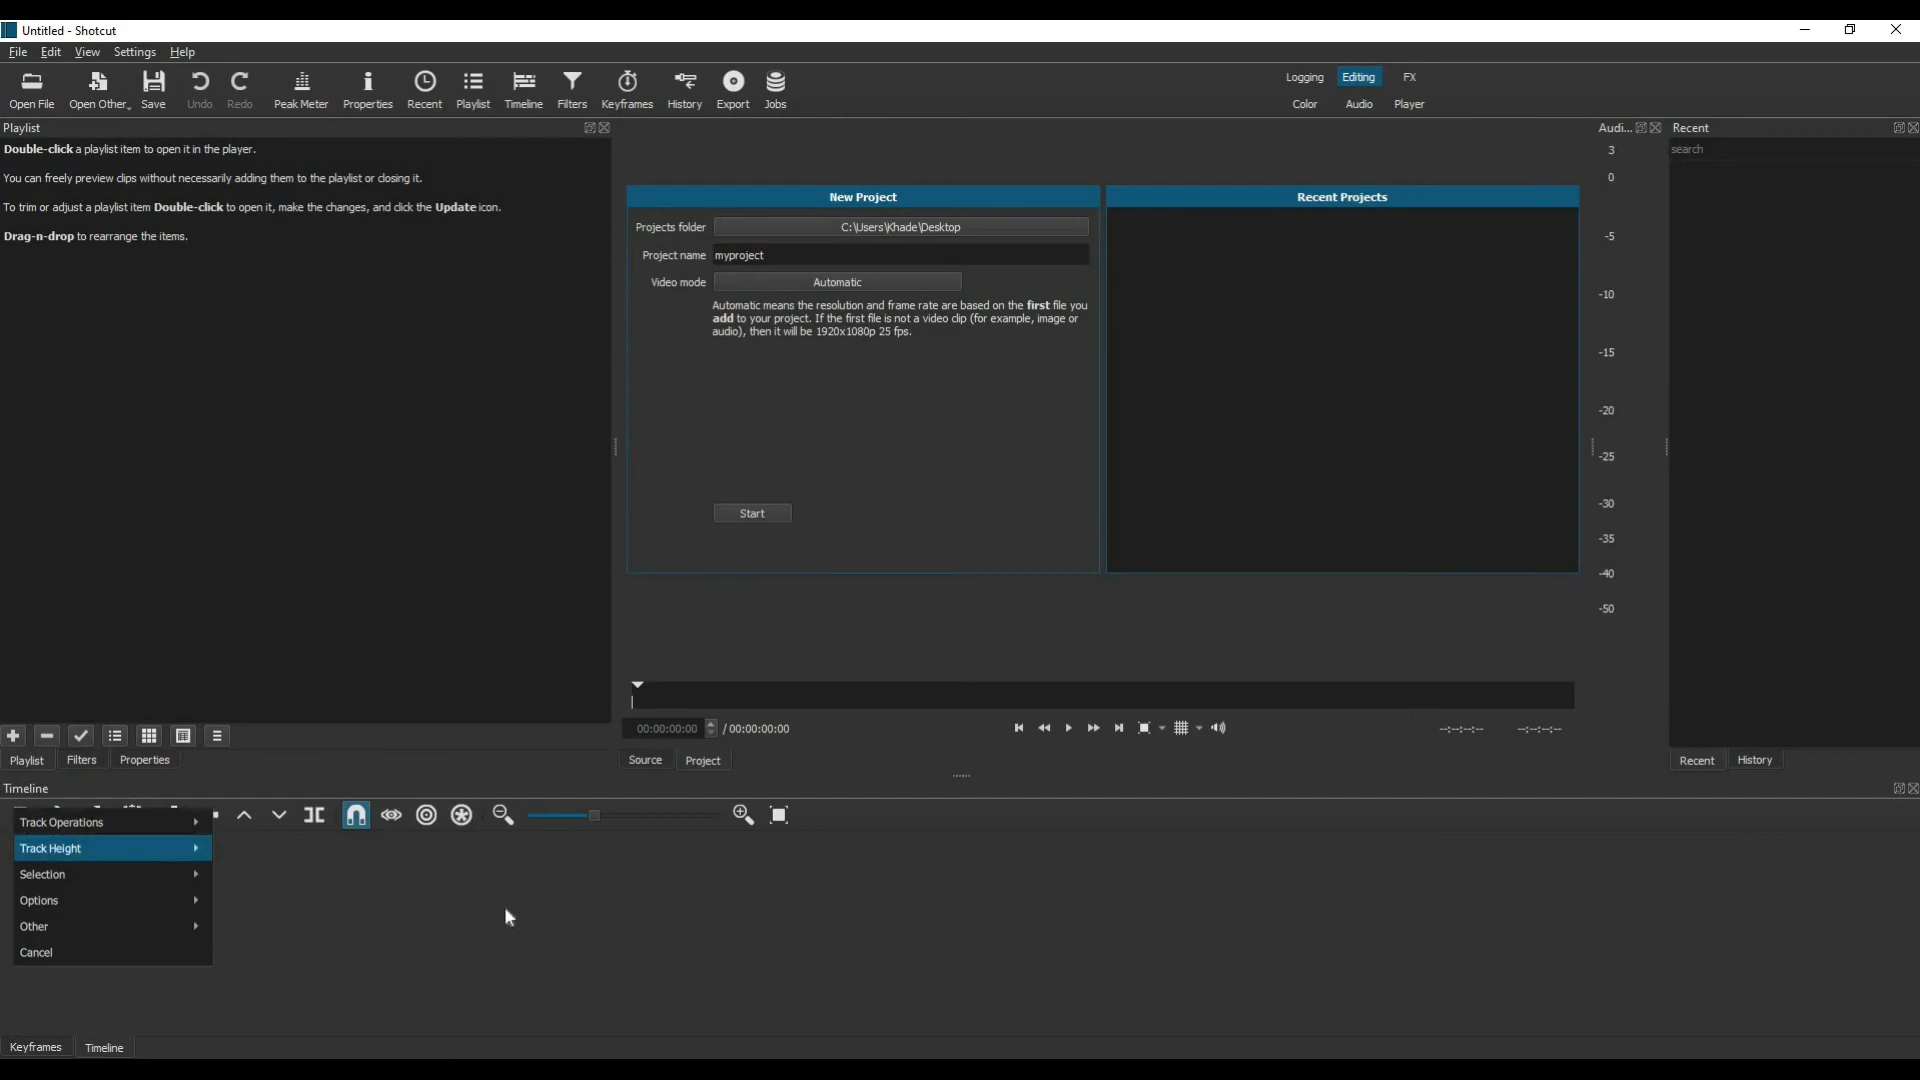 Untitled - Shotcut
File Edit View Settings Help
Open File Open Other Save Undo Redo Peak Meter Properties Recent Playlist Timeline Filters Keyframes History Export Jobs
Logging Editing FX
Color Audio Player
Playlist
Double-click a playlist item to open it in the player.
You can freely preview clips without necessarily adding them to the playlist or closing it.
To trim or adjust a playlist item Double-click to open it, make the changes, and click the Update icon.
Drag-n-drop to rearrange the items.
New Project
Projects folder C:\Users\Khade\Desktop
Project name myproject
Video mode Automatic
Automatic means the resolution and frame rate are based on the first file you
add to your project. If the first file is not a video clip (for example, image or
audio), then it will be 1920x1080p 25 fps.
Start
Recent Projects
Audi...
3
0
-5
-10
-15
-20
-25
-30
-35
-40
-50
Recent
search
00:00:00:00 / 00:00:00:00
--:--:--:-- --:--:--:--
Playlist Filters Properties
Source Project
Recent History
Timeline
Track Operations
Track Height
Selection
Options
Other
Cancel
Keyframes Timeline